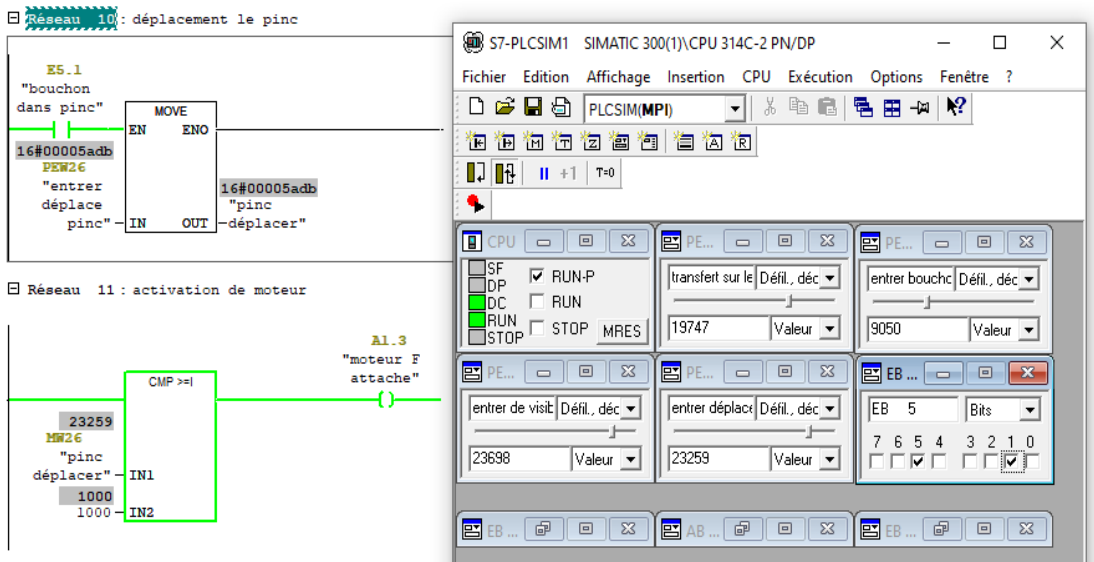 Réseau 10 : déplacement le pinc
E5.1
"bouchon
dans pinc"
MOVE
EN ENO
16#00005adb
PEW26
"entrer
déplace
pinc" IN
16#00005adb
"pinc
OUT déplacer"
Réseau 11 : activation de moteur
A1.3
"moteur F
attache"
CMP >=I
23259
MW26
"pinc
déplacer" IN1
1000
1000 IN2
S7-PLCSIM1 SIMATIC 300(1)\CPU 314C-2 PN/DP
Fichier Edition Affichage Insertion CPU Exécution Options Fenêtre ?
PLCSIM(MPI)
+1 T=0
CPU
SF
DP
DC
RUN
STOP
RUN-P
RUN
STOP MRES
PE...
transfert sur le Défil., déc
19747 Valeur
PE...
entrer boucho Défil., déc
9050 Valeur
PE...
entrer de visit Défil., déc
23698 Valeur
PE...
entrer déplace Défil., déc
23259 Valeur
EB ...
EB 5 Bits
7 6 5 4 3 2 1 0
EB ...
AB ...
EB ...